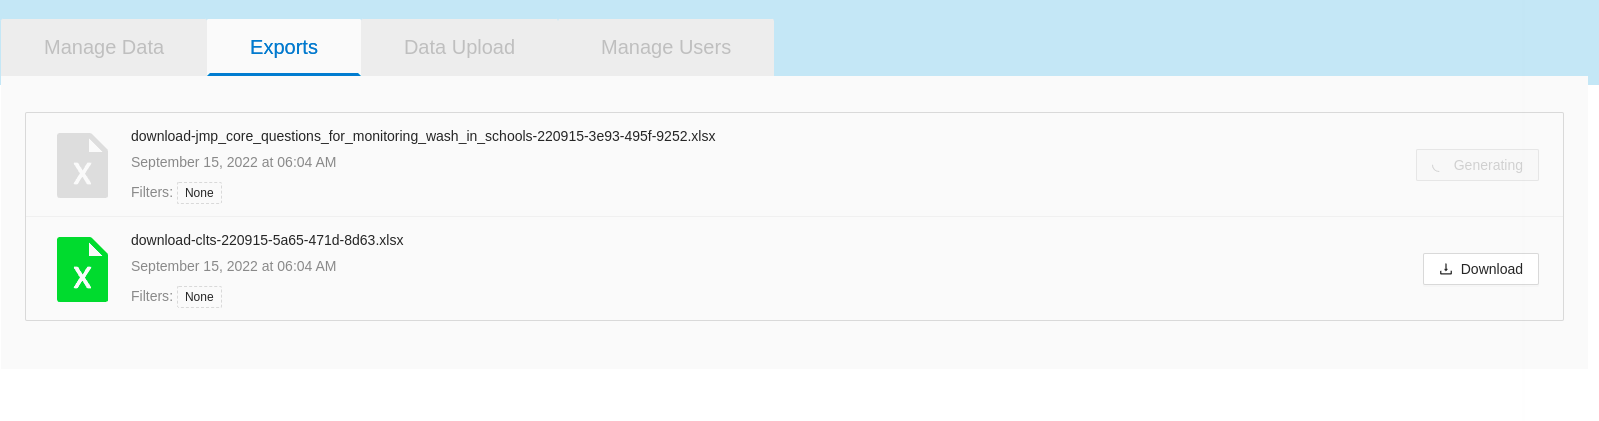 Manage Data
Exports
Data Upload
Manage Users
X
download-jmp_core_questions_for_monitoring_wash_in_schools-220915-3e93-495f-9252.xlsx
September 15, 2022 at 06:04 AM
Filters: None
Generating
X
download-clts-220915-5a65-471d-8d63.xlsx
September 15, 2022 at 06:04 AM
Filters: None
Download